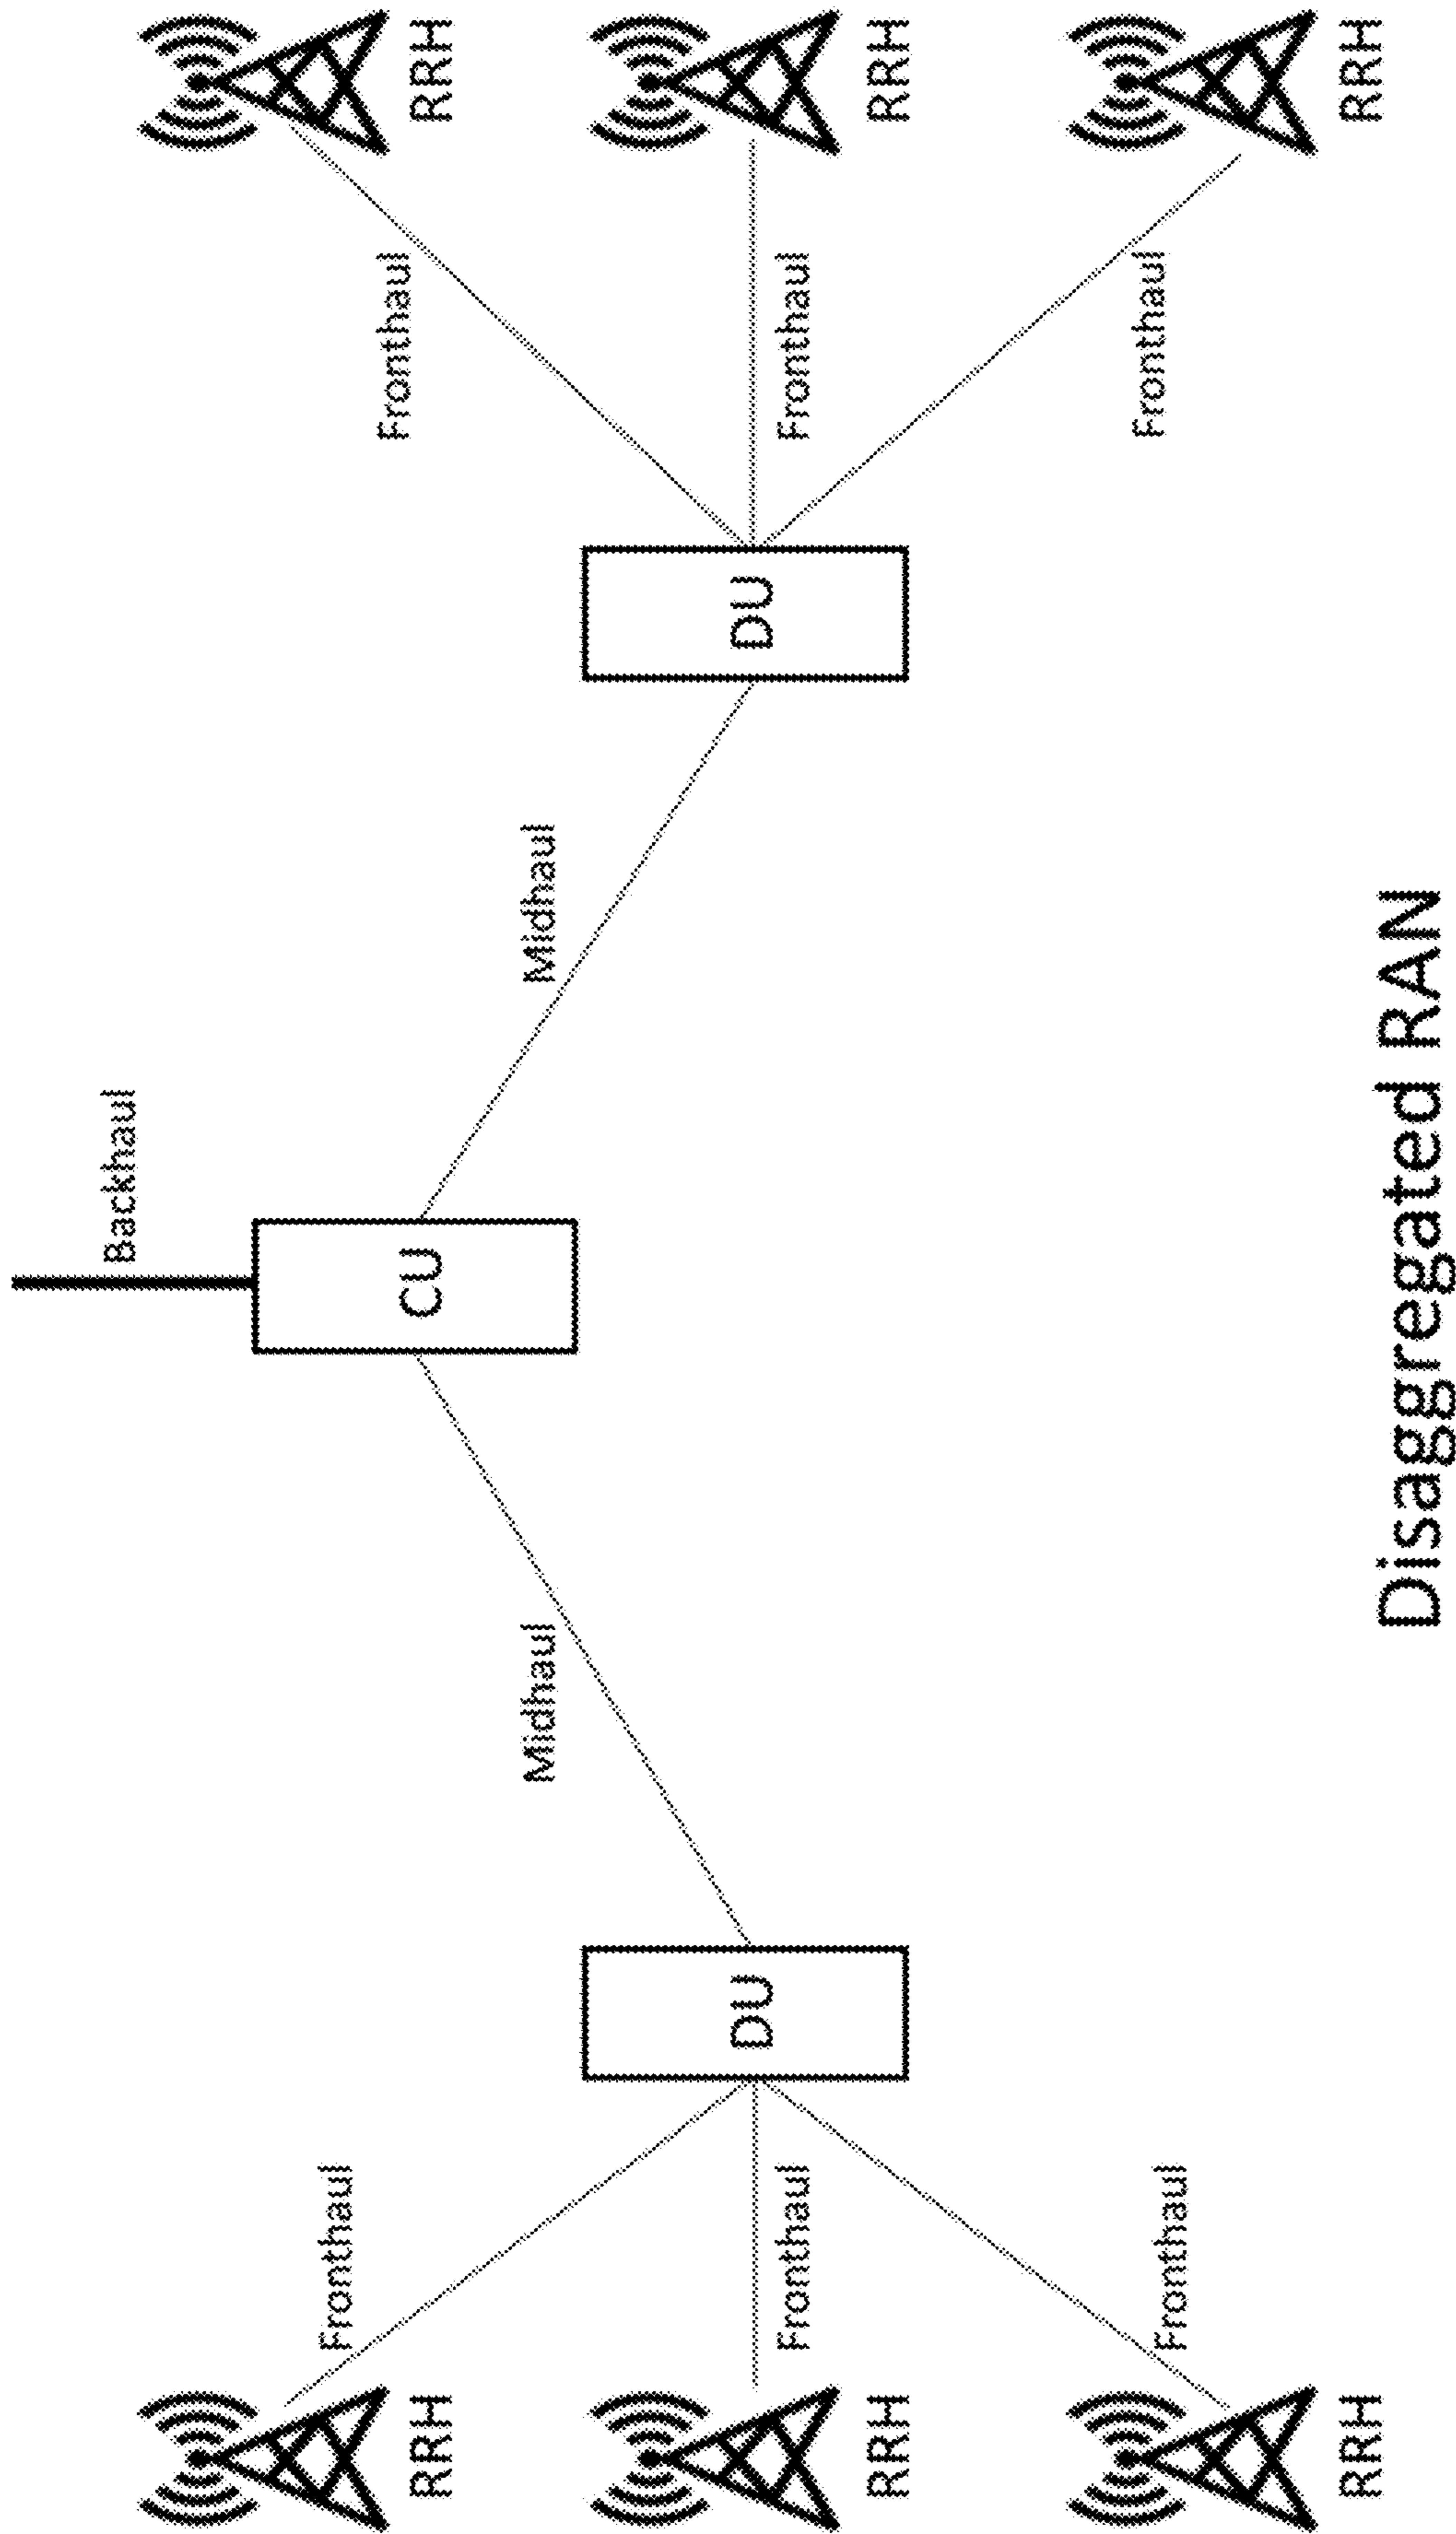 Backhaul
Fronthaul
Fronthaul
CU
RRH
RRH
Midhaul
Midhaul
DU
DU
Fronthaul
Fronthaul
RRH
RRH
Fronthaul
Fronthaul
RRH
RRH
Disaggregated RAN